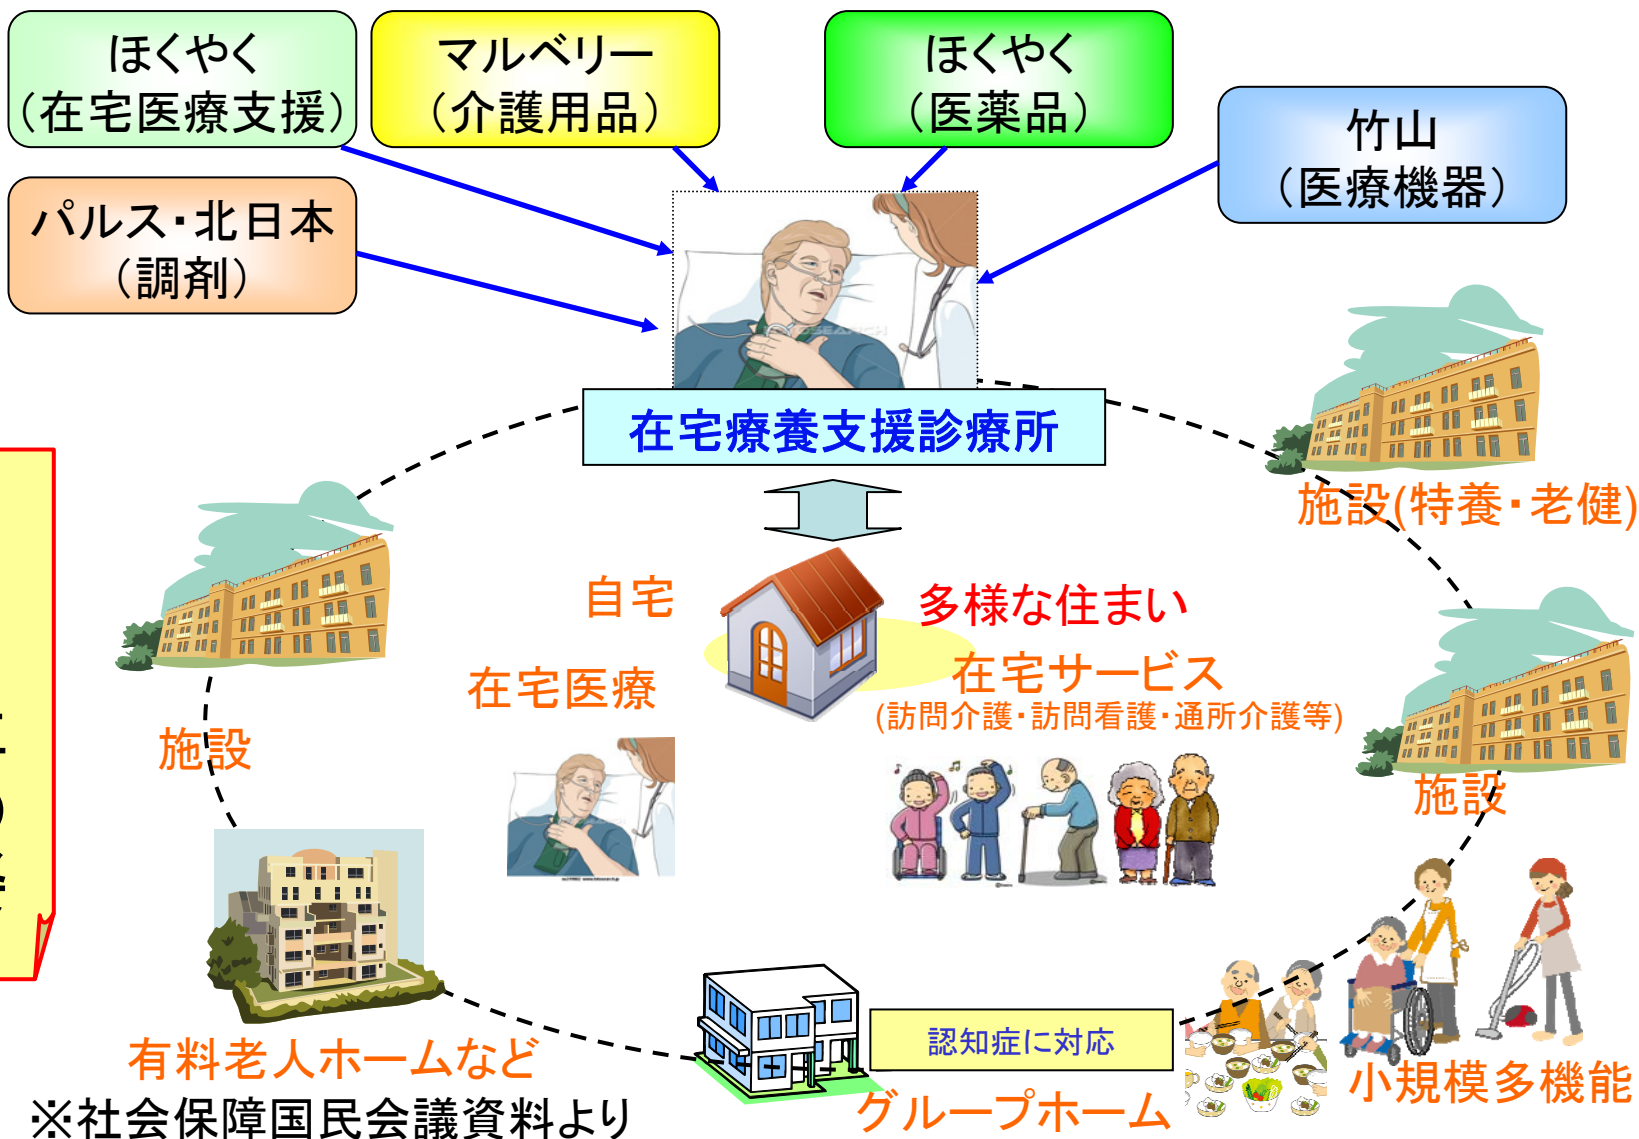 ほくやく
（在宅医療支援）
マルベリー
（介護用品）
ほくやく
（医薬品）
竹山
（医療機器）
パルス・北日本
（調剤）
在宅療養支援診療所
施設(特養・老健)
自宅
多様な住まい
在宅医療
在宅サービス
(訪問介護・訪問看護・通所介護等)
施設
施設
認知症に対応
有料老人ホームなど
グループホーム
小規模多機能
※社会保障国民会議資料より